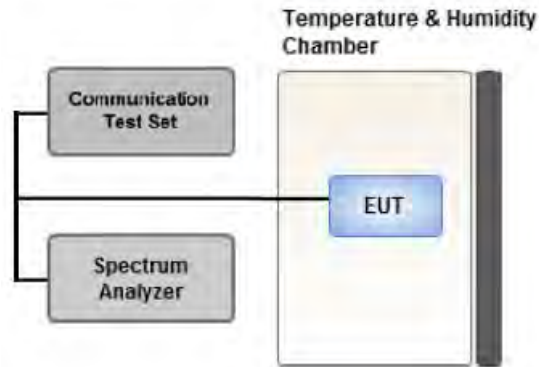 Temperature & Humidity
Chamber
Communication
Test Set
EUT
Spectrum
Analyzer